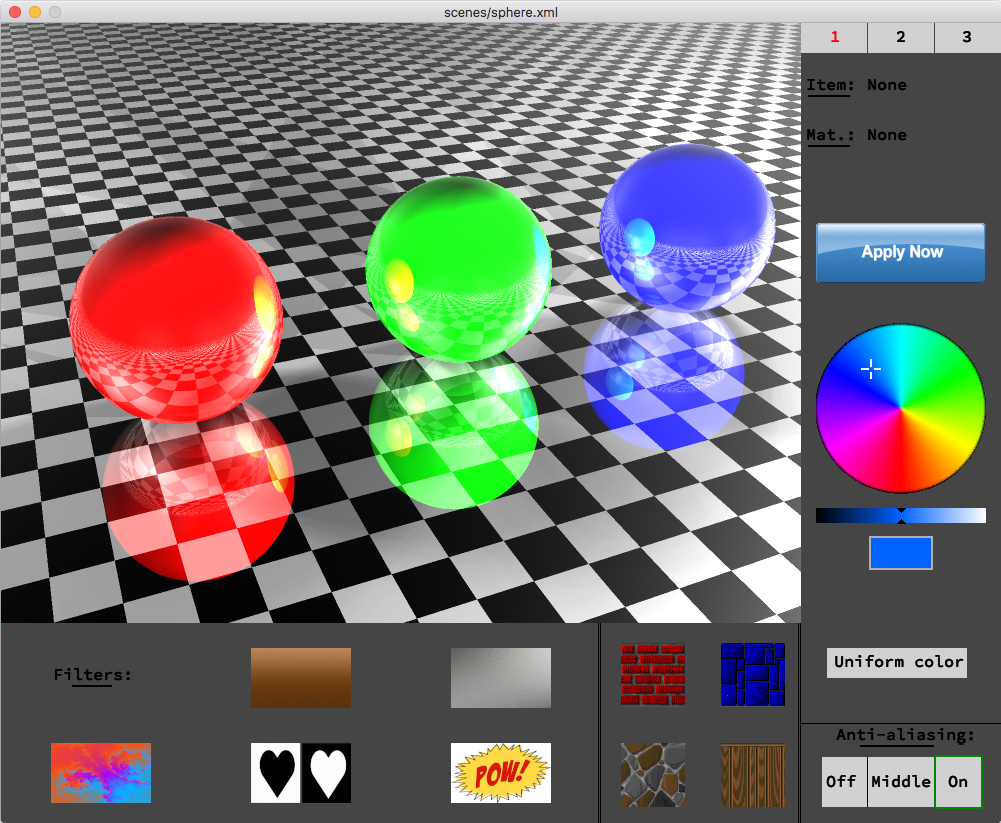 scenes/sphere.xml
1 2 3
Item: None
Mat.: None
Apply Now
Uniform color
Filters:
POW!
Anti-aliasing:
Off Middle On